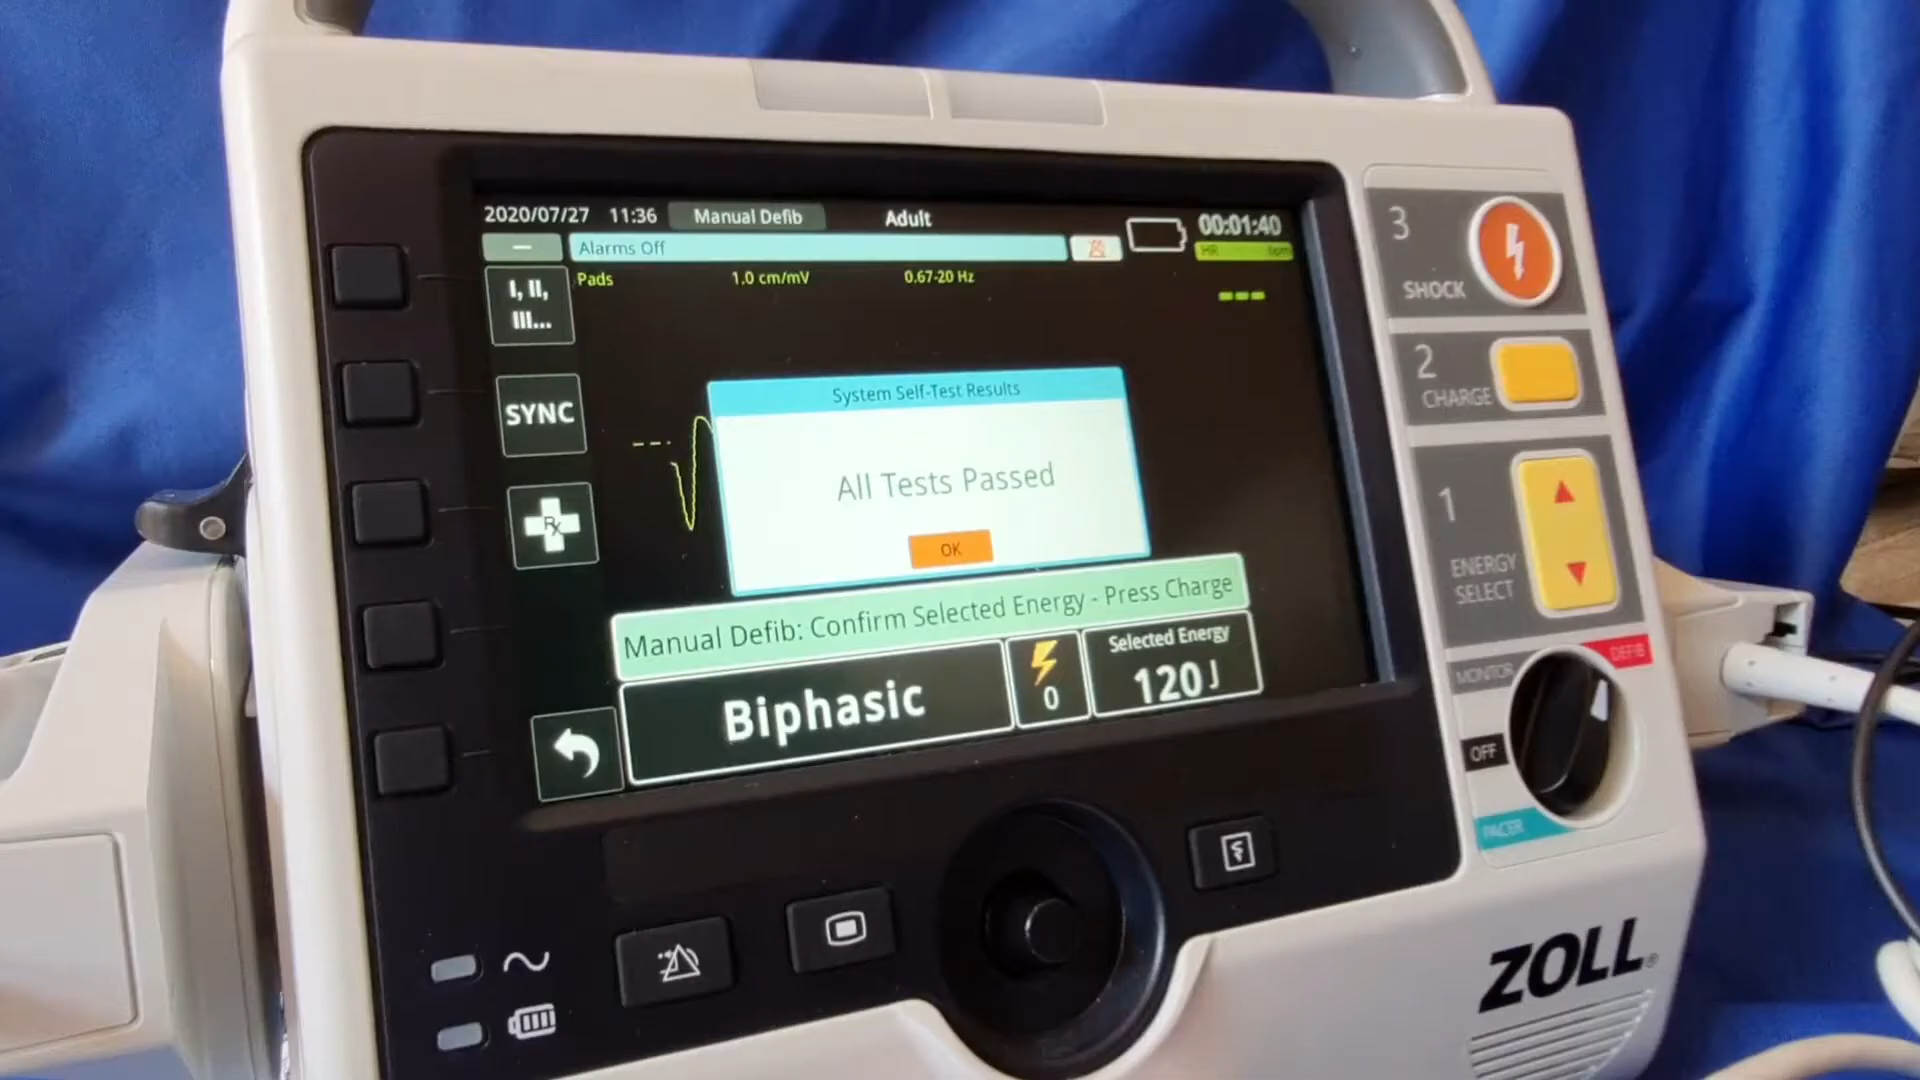 2020/07/27 11:36 Manual Defib Adult 00:01:40
Alarms Off
HR bpm
Pads 1.0 cm/mV 0.67-20 Hz
---
I, II,
III...
SYNC
Rx
System Self-Test Results
All Tests Passed
OK
Manual Defib: Confirm Selected Energy - Press Charge
Biphasic
0
Selected Energy
120 J
3
SHOCK
2
CHARGE
1
ENERGY
SELECT
MONITOR
DEFIB
OFF
PACER
ZOLL®